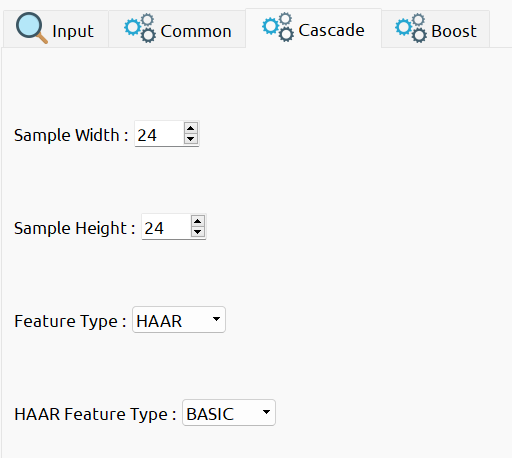 Input Common Cascade Boost
Sample Width : 24
Sample Height : 24
Feature Type : HAAR
HAAR Feature Type : BASIC